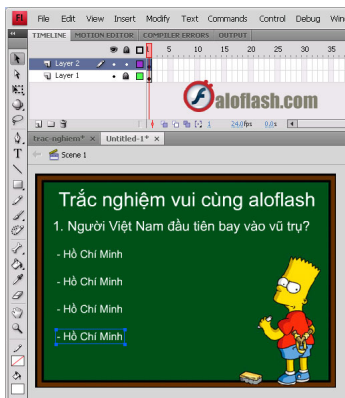 FL File Edit View Insert Modify Text Commands Control Debug Win
TIMELINE MOTION EDITOR COMPILER ERRORS OUTPUT
5 10 15 20 25 30 35
Layer 2
Layer 1
aloflash.com
1 24.0fps 0.0s
trac-nghiem* × Untitled-1* ×
Scene 1
Trắc nghiệm vui cùng aloflash
1. Người Việt Nam đầu tiên bay vào vũ trụ?
- Hồ Chí Minh
- Hồ Chí Minh
- Hồ Chí Minh
- Hồ Chí Minh